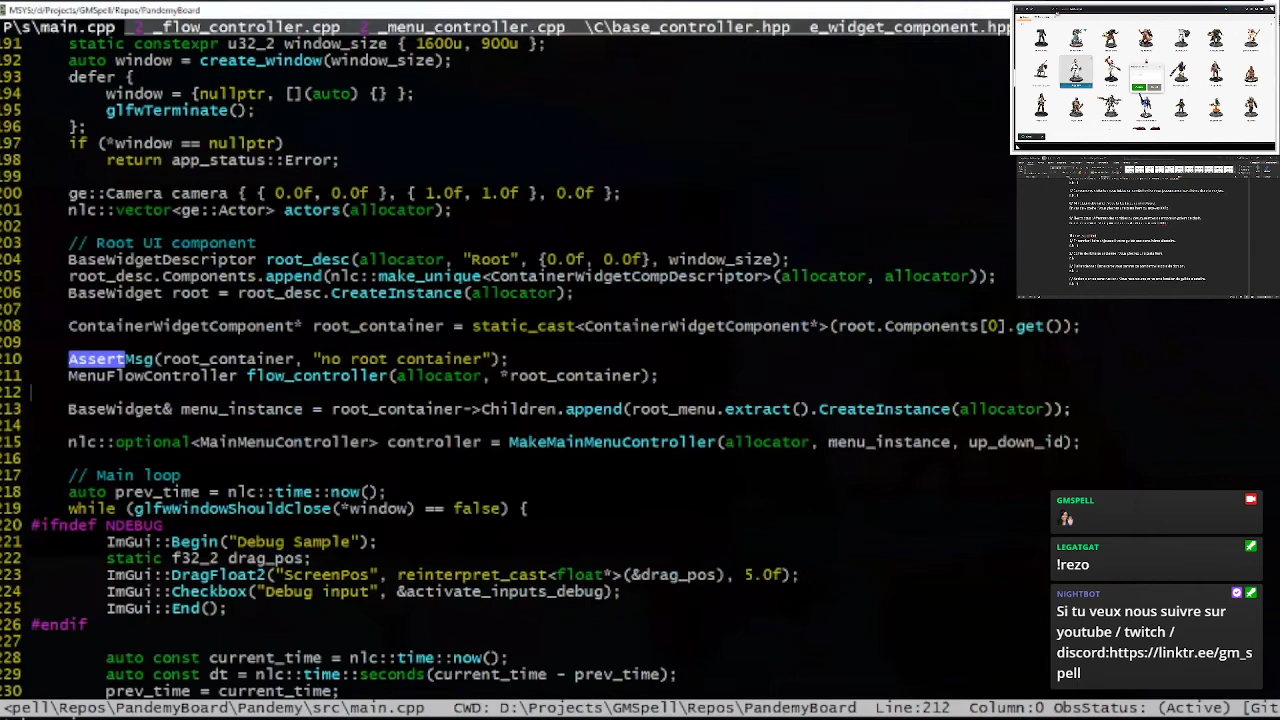 MSYS:/d/Projects/GMSpell/Repos/PandemyBoard
P\s\main.cpp 2 _flow_controller.cpp 2 _menu_controller.cpp \C\base_controller.hpp e_widget_component.hpp
191 static constexpr u32_2 window_size { 1600u, 900u };
192 auto window = create_window(window_size);
193 defer {
194 window = {nullptr, [](auto) {} };
195 glfwTerminate();
196 };
197 if (*window == nullptr)
198 return app_status::Error;
199
200 ge::Camera camera { { 0.0f, 0.0f }, { 1.0f, 1.0f }, 0.0f };
201 nlc::vector<ge::Actor> actors(allocator);
202
203 // Root UI component
204 BaseWidgetDescriptor root_desc(allocator, "Root", {0.0f, 0.0f}, window_size);
205 root_desc.Components.append(nlc::make_unique<ContainerWidgetCompDescriptor>(allocator, allocator));
206 BaseWidget root = root_desc.CreateInstance(allocator);
207
208 ContainerWidgetComponent* root_container = static_cast<ContainerWidgetComponent*>(root.Components[0].get());
209
210 AssertMsg(root_container, "no root container");
211 MenuFlowController flow_controller(allocator, *root_container);
212
213 BaseWidget& menu_instance = root_container->Children.append(root_menu.extract().CreateInstance(allocator));
214
215 nlc::optional<MainMenuController> controller = MakeMainMenuController(allocator, menu_instance, up_down_id);
216
217 // Main loop
218 auto prev_time = nlc::time::now();
219 while (glfwWindowShouldClose(*window) == false) {
220 #ifndef NDEBUG
221 ImGui::Begin("Debug Sample");
222 static f32_2 drag_pos;
223 ImGui::DragFloat2("ScreenPos", reinterpret_cast<float*>(&drag_pos), 5.0f);
224 ImGui::Checkbox("Debug input", &activate_inputs_debug);
225 ImGui::End();
226 #endif
227
228 auto const current_time = nlc::time::now();
229 auto const dt = nlc::time::seconds(current_time - prev_time);
230 prev_time = current_time;
<pell\Repos\PandemyBoard\Pandemy\src\main.cpp CWD: D:\Projects\GMSpell\Repos\PandemyBoard Line:212 Column:0 ObsStatus: (Active) [Git
GMSPELL
LEGATGAT
!rezo
NIGHTBOT
Si tu veux nous suivre sur
youtube / twitch /
discord:https://linktr.ee/gm_s
pell